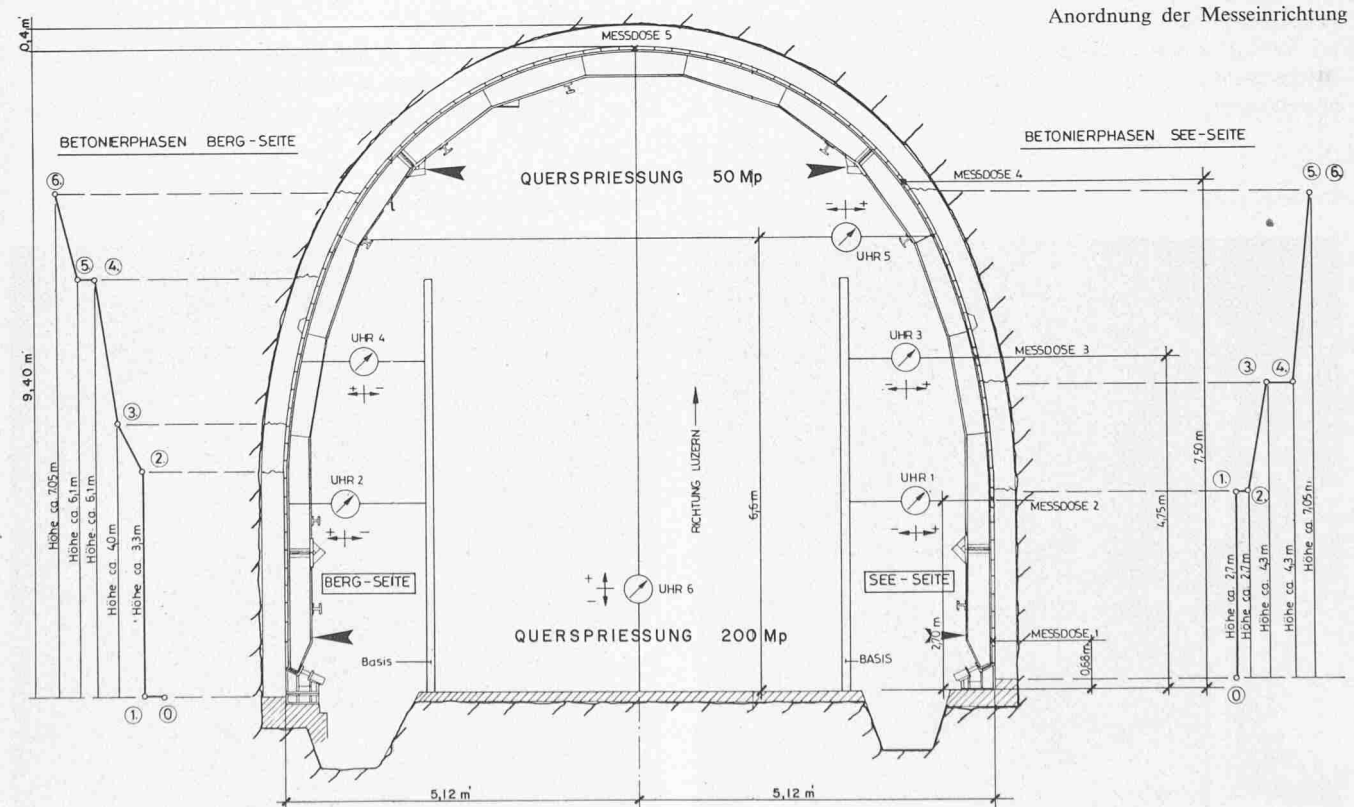 Anordnung der Messeinrichtung
0,4 m
MESSDOSE 5
BETONIERPHASEN BERG-SEITE
BETONIERPHASEN SEE-SEITE
QUERSPRIESSUNG 50 Mp
MESSDOSE 4
6.
5. 6.
- +
UHR 5
5. 4.
9,40 m
UHR 4
+ -
UHR 3
- +
MESSDOSE 3
3.
2.
3. 4.
RICHTUNG LUZERN
6,6 m
4,75 m
7,50 m
UHR 2
+ -
UHR 1
- +
MESSDOSE 2
1. 2.
Höhe ca. 7,05 m
Höhe ca. 6,1 m
Höhe ca. 6,1 m
Höhe ca. 4,0 m
Höhe ca. 3,3 m
BERG-SEITE
+
-
UHR 6
SEE-SEITE
2,70 m
QUERSPRIESSUNG 200 Mp
MESSDOSE 1
0,68 m
Höhe ca. 2,7 m
Höhe ca. 2,7 m
Höhe ca. 4,3 m
Höhe ca. 4,3 m
Höhe ca. 7,05 m
Basis
BASIS
1. 0
0
5,12 m
5,12 m